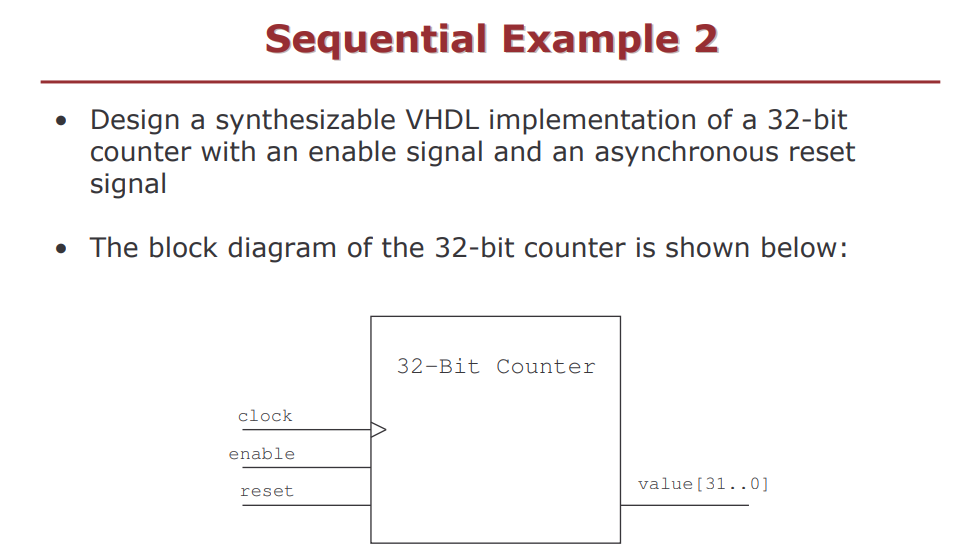 Sequential Example 2
• Design a synthesizable VHDL implementation of a 32-bit
counter with an enable signal and an asynchronous reset
signal
• The block diagram of the 32-bit counter is shown below:
32-Bit Counter
clock
enable
reset
value[31..0]